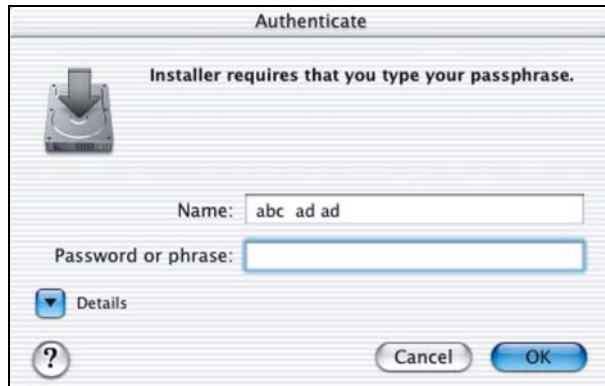 Authenticate
Installer requires that you type your passphrase.
Name: abc ad ad
Password or phrase:
Details
?
Cancel
OK